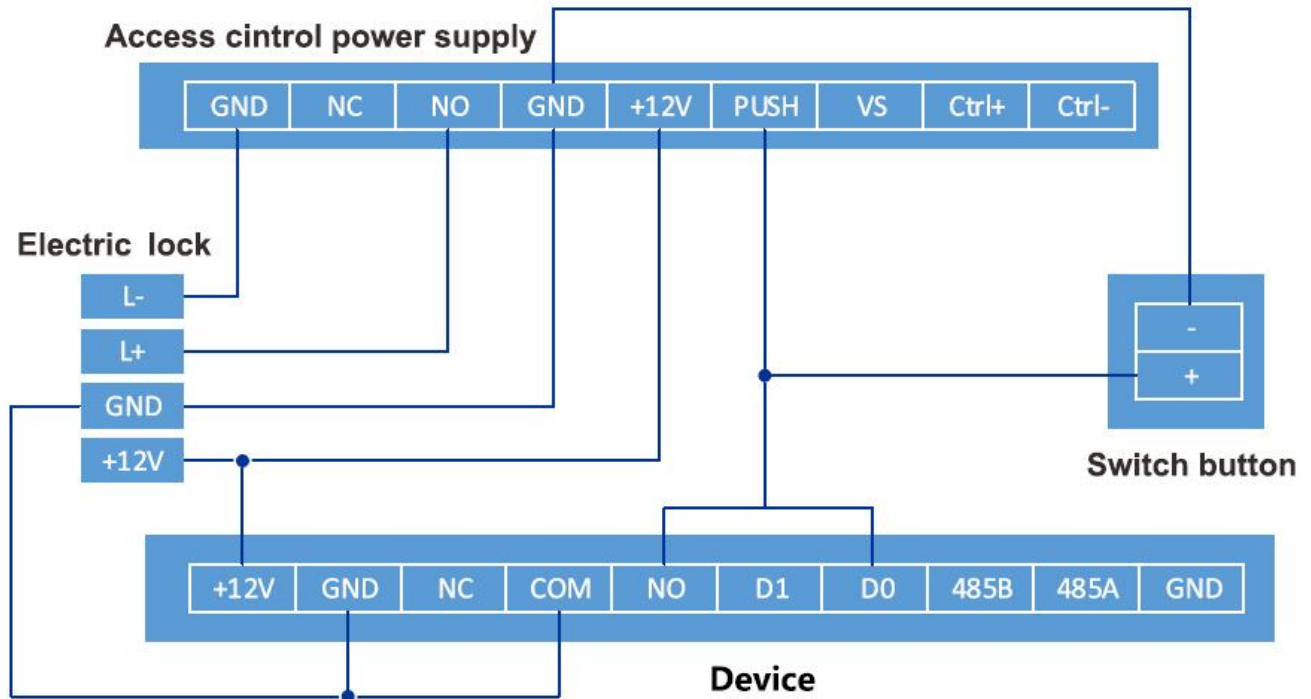 Access cintrol power supply
GND NC NO GND +12V PUSH VS Ctrl+ Ctrl-
Electric lock
L-
L+
GND
+12V
-
+
Switch button
+12V GND NC COM NO D1 D0 485B 485A GND
Device